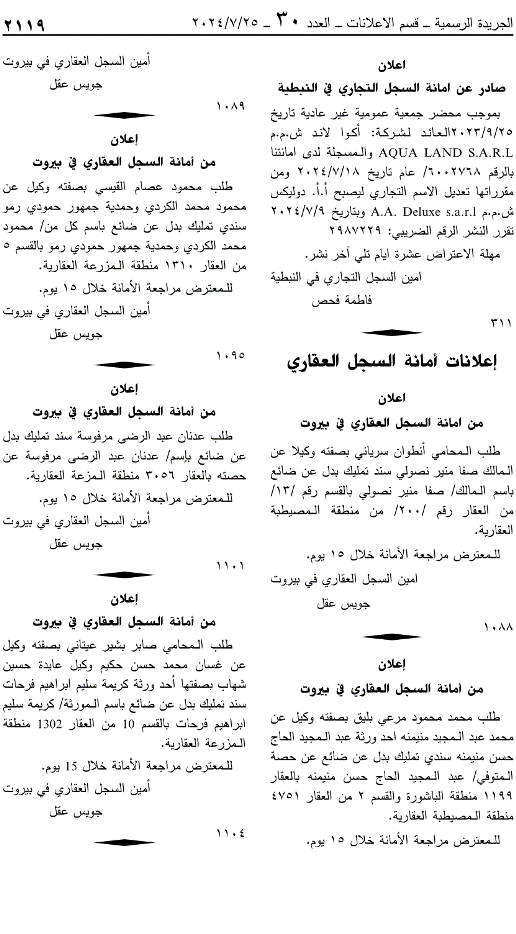 الجريدة الرسمية ــ قسم الاعلانات ــ العدد ٣٠ ــ ٢٠٢٤/٧/٢٥
٢١١٩
اعلان
صادر عن امانة السجل التجاري في النبطية
بموجب محضر جمعية عمومية غير عادية تاريخ
٢٠٢٣/٩/٢٥العائد لشركة: أكوا لاند ش.م.م
AQUA LAND S.A.R.L والمسجلة لدى امانتنا
بالرقم ٦٠٠٢٧٦٨/ عام تاريخ ٢٠٢٤/٧/١٨ ومن
مقرراتها تعديل الاسم التجاري ليصبح أ.أ. دوليكس
ش.م.م A.A. Deluxe s.a.r.l وبتاريخ ٢٠٢٤/٧/٩
تقرر النشر الرقم الضريبي: ٢٩٨٧٢٢٩
مهلة الاعتراض عشرة ايام تلي آخر نشر.
امين السجل التجاري في النبطية
فاطمة فحص
٣١١
إعلانات أمانة السجل العقاري
اعلان
من امانة السجل العقاري في بيروت
طلب المحامي أنطوان سرياني بصفته وكيلا عن
المالك صفا منير نصولي سند تمليك بدل عن ضائع
باسم المالك/ صفا منير نصولي بالقسم رقم /١٣/
من العقار رقم /٢٠٠/ من منطقة المصيطبة
العقارية.
للمعترض مراجعة الأمانة خلال ١٥ يوم.
امين السجل العقاري في بيروت
جويس عقل
١٠٨٨
إعلان
من أمانة السجل العقاري في بيروت
طلب محمد محمود مرعي بليق بصفته وكيل عن
محمد عبد المجيد منيمنه احد ورثة عبد المجيد الحاج
حسن منيمنه سندي تمليك بدل عن ضائع عن حصة
المتوفي/ عبد المجيد الحاج حسن منيمنه بالعقار
١١٩٩ منطقة الباشورة والقسم ٢ من العقار ٤٧٥١
منطقة المصيطبة العقارية.
للمعترض مراجعة الأمانة خلال ١٥ يوم.
أمين السجل العقاري في بيروت
جويس عقل
١٠٨٩
إعلان
من أمانة السجل العقاري في بيروت
طلب محمود عصام القيسي بصفته وكيل عن
محمود محمد الكردي وحمدية جمهور حمودي رمو
سندي تمليك بدل عن ضائع باسم كل من/ محمود
محمد الكردي وحمدية جمهور حمودي رمو بالقسم ٥
من العقار ١٣١٠ منطقة المزرعة العقارية.
للمعترض مراجعة الأمانة خلال ١٥ يوم.
أمين السجل العقاري في بيروت
جويس عقل
١٠٩٥
إعلان
من أمانة السجل العقاري في بيروت
طلب عدنان عبد الرضى مرفوسة سند تمليك بدل
عن ضائع بإسم/ عدنان عبد الرضى مرفوسة عن
حصته بالعقار ٣٠٥٦ منطقة المزعة العقارية.
للمعترض مراجعة الأمانة خلال ١٥ يوم.
أمين السجل العقاري في بيروت
جويس عقل
١١٠١
إعلان
من أمانة السجل العقاري في بيروت
طلب المحامي صابر بشير عيتاني بصفته وكيل
عن غسان محمد حسن حكيم وكيل عايدة حسين
شهاب بصفتها أحد ورثة كريمة سليم ابراهيم فرحات
سند تمليك بدل عن ضائع باسم المورثة/ كريمة سليم
ابراهيم فرحات بالقسم 10 من العقار 1302 منطقة
المزرعة العقارية.
للمعترض مراجعة الأمانة خلال 15 يوم.
أمين السجل العقاري في بيروت
جويس عقل
١١٠٤